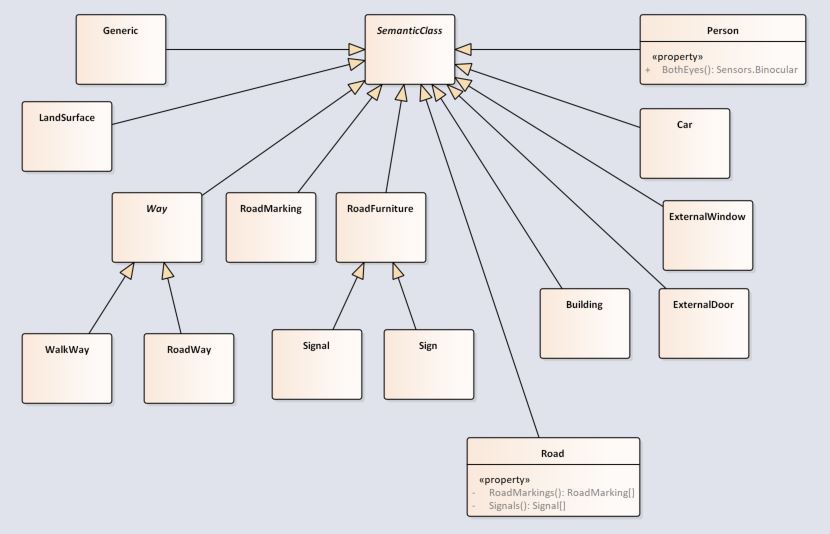 Generic
SemanticClass
Person
«property»
+ BothEyes(): Sensors.Binocular
LandSurface
Car
Way
RoadMarking
RoadFurniture
ExternalWindow
Building
ExternalDoor
WalkWay
RoadWay
Signal
Sign
Road
«property»
- RoadMarkings(): RoadMarking[]
- Signals(): Signal[]